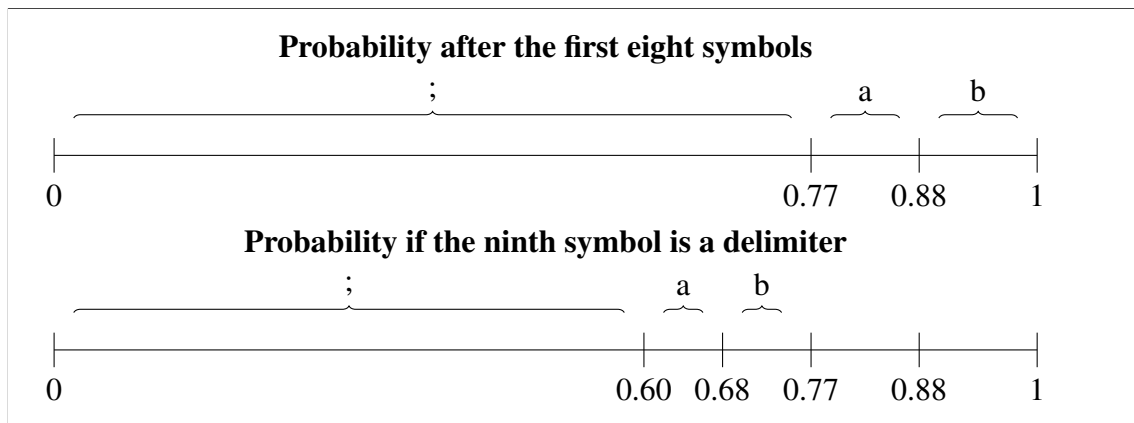 Probability after the first eight symbols
; a b
0 0.77 0.88 1
Probability if the ninth symbol is a delimiter
; a b
0 0.60 0.68 0.77 0.88 1